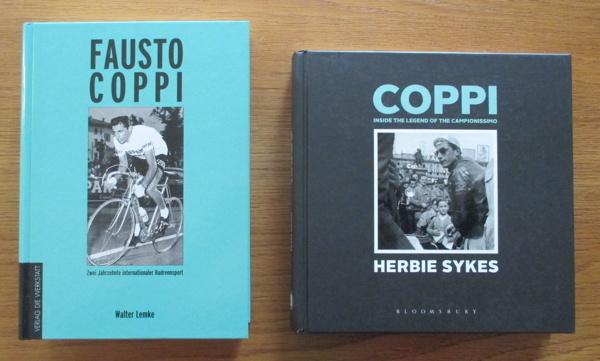 FAUSTO
COPPI
Zwei Jahrzehnte internationaler Radrennsport
Walter Lemke
VERLAG DIE WERKSTATT
COPPI
INSIDE THE LEGEND OF THE CAMPIONISSIMO
HERBIE SYKES
BLOOMSBURY